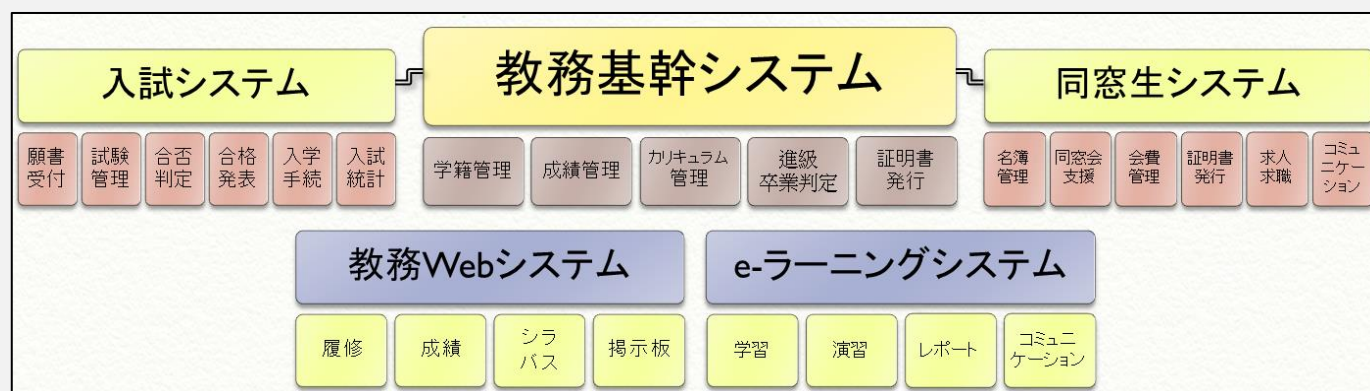 入試システム
教務基幹システム
同窓生システム
願書
受付
試験
管理
合否
判定
合格
発表
入学
手続
入試
統計
学籍管理
成績管理
カリキュラム
管理
進級
卒業判定
証明書
発行
名簿
管理
同窓会
支援
会費
管理
証明書
発行
求人
求職
コミュ
ニケー
ション
教務Webシステム
e-ラーニングシステム
履修
成績
シラ
バス
掲示板
学習
演習
レポート
コミュニ
ケーション